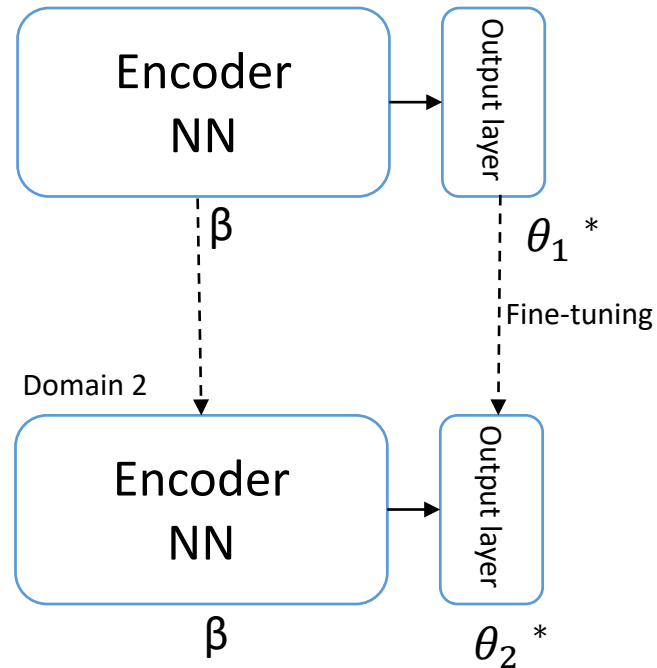 Encoder
NN
Output layer
β
θ₁ *
Fine-tuning
Domain 2
Encoder
NN
Output layer
β
θ₂ *